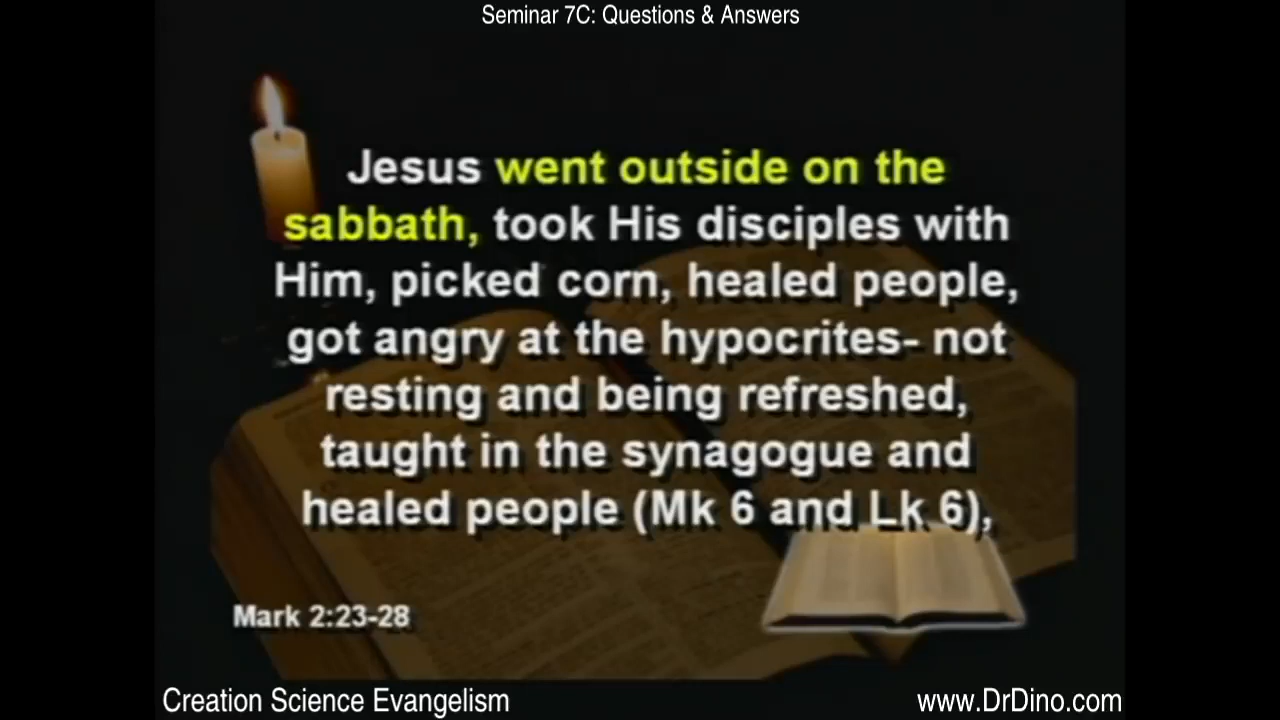 Seminar 7C: Questions & Answers
Jesus went outside on the
sabbath, took His disciples with
Him, picked corn, healed people,
got angry at the hypocrites- not
resting and being refreshed,
taught in the synagogue and
healed people (Mk 6 and Lk 6),
Mark 2:23-28
Creation Science Evangelism
www.DrDino.com